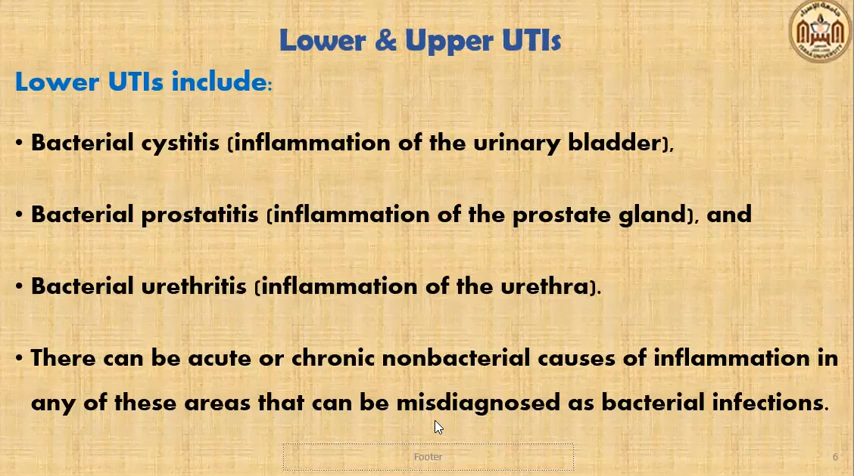 Lower & Upper UTIs
Lower UTIs include:
• Bacterial cystitis (inflammation of the urinary bladder),
• Bacterial prostatitis (inflammation of the prostate gland), and
• Bacterial urethritis (inflammation of the urethra).
• There can be acute or chronic nonbacterial causes of inflammation in
any of these areas that can be misdiagnosed as bacterial infections.
Footer
6